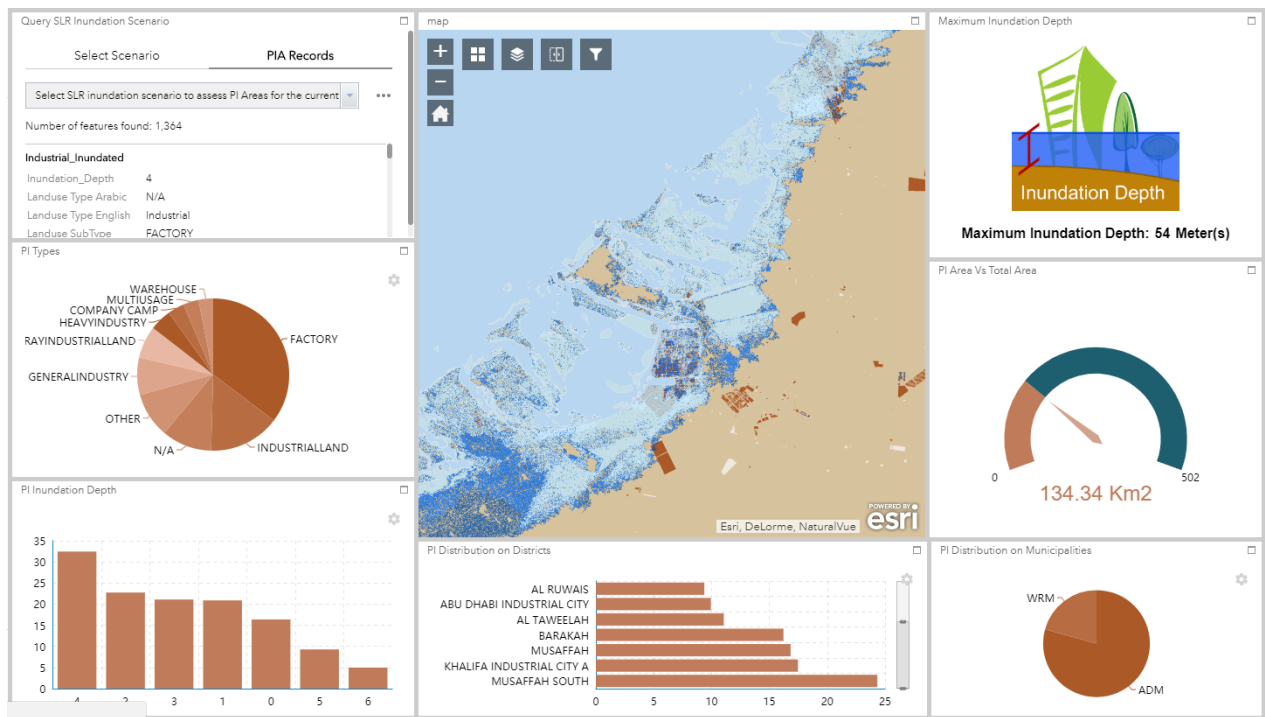 Query SLR Inundation Scenario
Select Scenario
PIA Records
Select SLR inundation scenario to assess PI Areas for the current
Number of features found: 1,364
Industrial_Inundated
Inundation_Depth 4
Landuse Type Arabic N/A
Landuse Type English Industrial
Landuse SubType FACTORY
PI Types
WAREHOUSE
MULTIUSAGE
COMPANY CAMP
HEAVYINDUSTRY
RAYINDUSTRIALLAND
GENERALINDUSTRY
OTHER
N/A
FACTORY
INDUSTRIALLAND
PI Inundation Depth
35
30
25
20
15
10
5
0
4 2 3 1 0 5 6
map
Esri, DeLorme, NaturalVue
POWERED BY
esri
PI Distribution on Districts
AL RUWAIS
ABU DHABI INDUSTRIAL CITY
AL TAWEELAH
BARAKAH
MUSAFFAH
KHALIFA INDUSTRIAL CITY A
MUSAFFAH SOUTH
0 5 10 15 20 25
Maximum Inundation Depth
Inundation Depth
Maximum Inundation Depth: 54 Meter(s)
PI Area Vs Total Area
0
502
134.34 Km2
PI Distribution on Municipalities
WRM
ADM